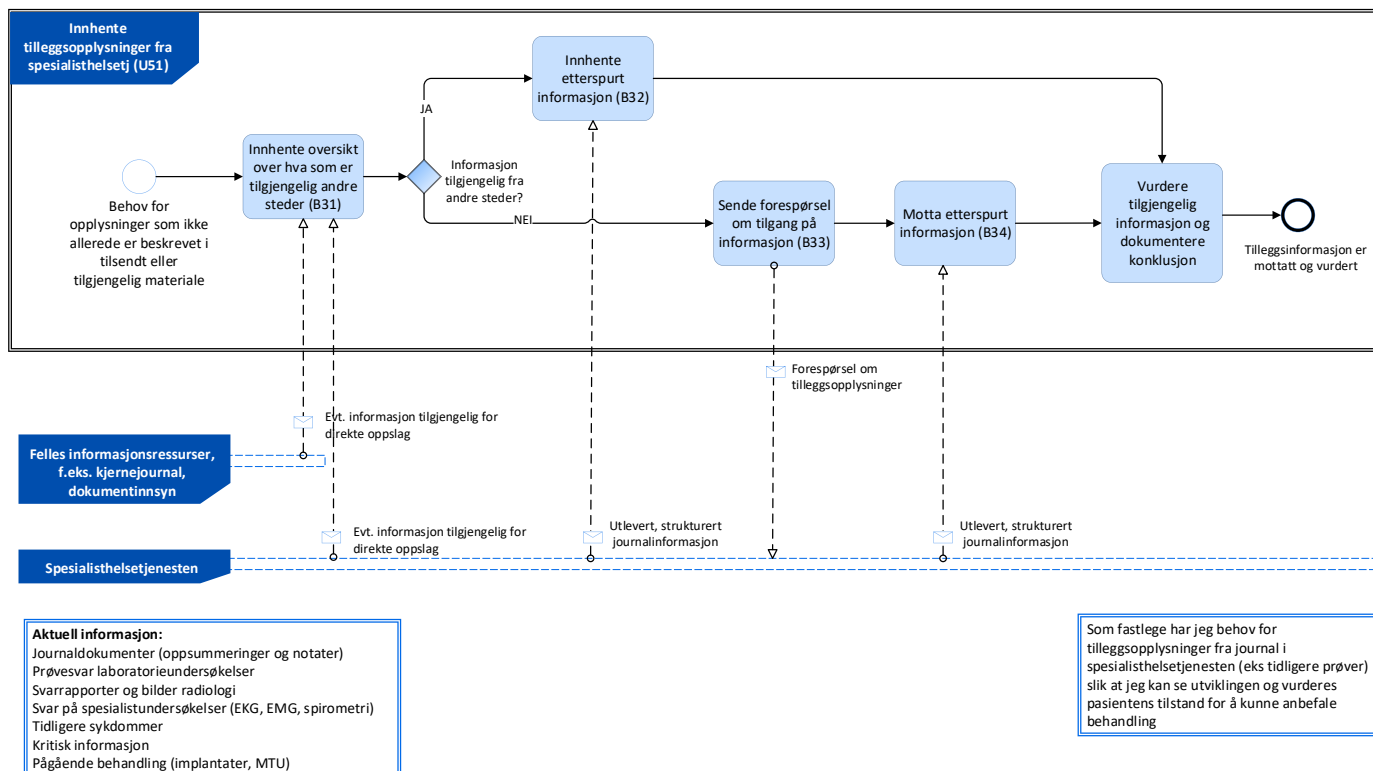 Innhente
tilleggsopplysninger fra
spesialisthelsetj (U51)
Innhente
etterspurt
informasjon (B32)
JA
Innhente oversikt
over hva som er
tilgjengelig andre
steder (B31)
Informasjon
tilgjengelig fra
andre steder?
NEI
Behov for
opplysninger som ikke
allerede er beskrevet i
tilsendt eller
tilgjengelig materiale
Sende forespørsel
om tilgang på
informasjon (B33)
Motta etterspurt
informasjon (B34)
Vurdere
tilgjengelig
informasjon og
dokumentere
konklusjon
Tilleggsinformasjon er
mottatt og vurdert
Forespørsel om
tilleggsopplysninger
Evt. informasjon tilgjengelig for
direkte oppslag
Felles informasjonsressurser,
f.eks. kjernejournal,
dokumentinnsyn
Evt. informasjon tilgjengelig for
direkte oppslag
Utlevert, strukturert
journalinformasjon
Utlevert, strukturert
journalinformasjon
Spesialisthelsetjenesten
Aktuell informasjon:
Journaldokumenter (oppsummeringer og notater)
Prøvesvar laboratorieundersøkelser
Svarrapporter og bilder radiologi
Svar på spesialistundersøkelser (EKG, EMG, spirometri)
Tidligere sykdommer
Kritisk informasjon
Pågående behandling (implantater, MTU)
Som fastlege har jeg behov for
tilleggsopplysninger fra journal i
spesialisthelsetjenesten (eks tidligere prøver)
slik at jeg kan se utviklingen og vurderes
pasientens tilstand for å kunne anbefale
behandling